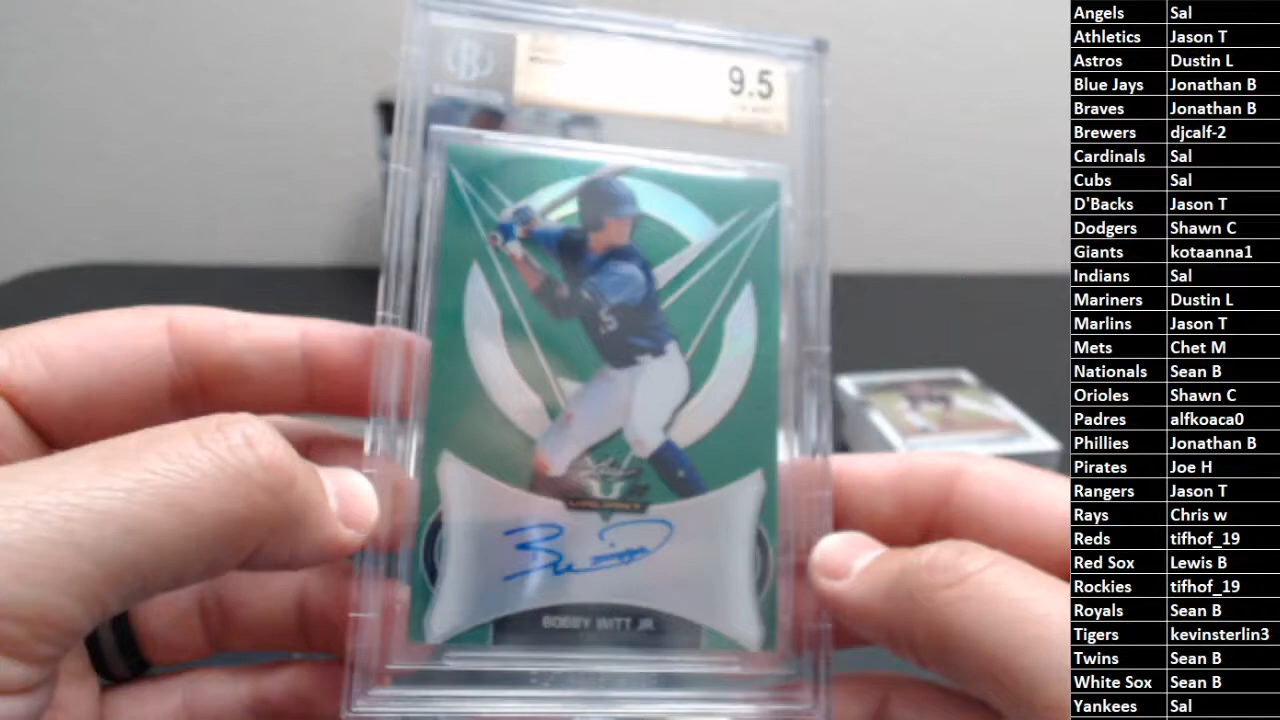 9.5
5
BOBBY WITT JR.
Angels Sal
Athletics Jason T
Astros Dustin L
Blue Jays Jonathan B
Braves Jonathan B
Brewers djcalf-2
Cardinals Sal
Cubs Sal
D'Backs Jason T
Dodgers Shawn C
Giants kotaanna1
Indians Sal
Mariners Dustin L
Marlins Jason T
Mets Chet M
Nationals Sean B
Orioles Shawn C
Padres alfkoaca0
Phillies Jonathan B
Pirates Joe H
Rangers Jason T
Rays Chris w
Reds tifhof_19
Red Sox Lewis B
Rockies tifhof_19
Royals Sean B
Tigers kevinsterlin3
Twins Sean B
White Sox Sean B
Yankees Sal